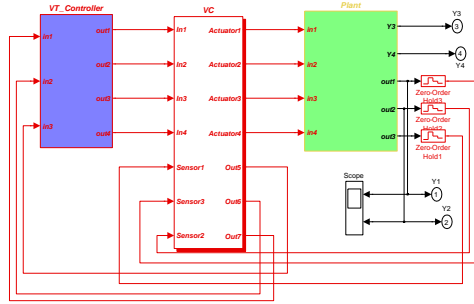 VT_Controller
VC
Plant
Y3
in1
out1
In1
Actuator1
in1
Y3
3
Y4
4
Y4
in2
out2
In2
Actuator2
in2
out1
Zero-Order
Hold3
out3
In3
Actuator3
in3
out2
Zero-Order
Hold2
in3
out4
In4
Actuator4
in4
out3
Zero-Order
Hold1
Sensor1
Out5
Scope
Y1
1
Sensor3
Out6
Y2
2
Sensor2
Out7